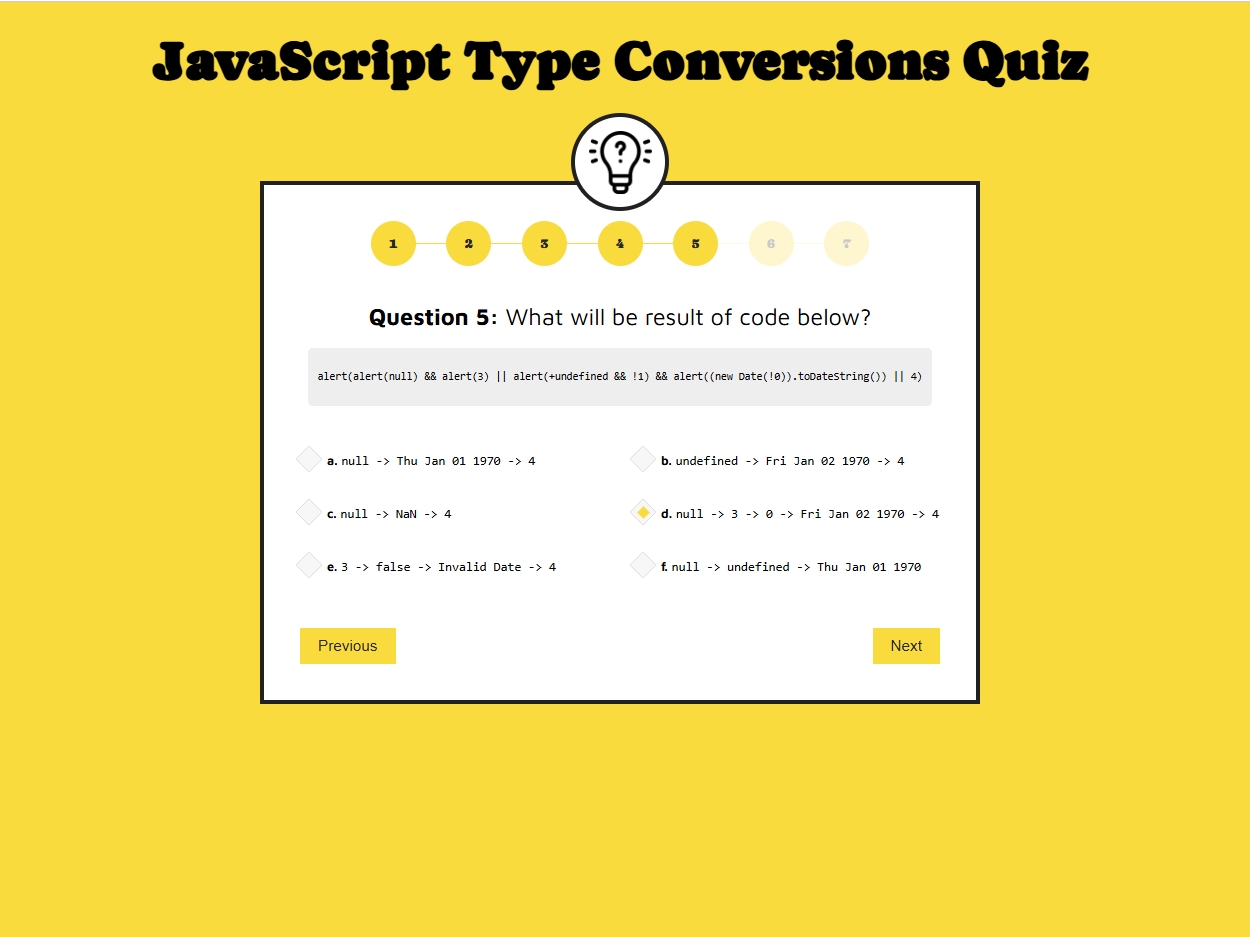 JavaScript Type Conversions Quiz
?
1 2 3 4 5 6 7
Question 5: What will be result of code below?
alert(alert(null) && alert(3) || alert(+undefined && !1) && alert((new Date(!0)).toDateString()) || 4)
a. null -> Thu Jan 01 1970 -> 4
b. undefined -> Fri Jan 02 1970 -> 4
c. null -> NaN -> 4
d. null -> 3 -> 0 -> Fri Jan 02 1970 -> 4
e. 3 -> false -> Invalid Date -> 4
f. null -> undefined -> Thu Jan 01 1970
Previous
Next